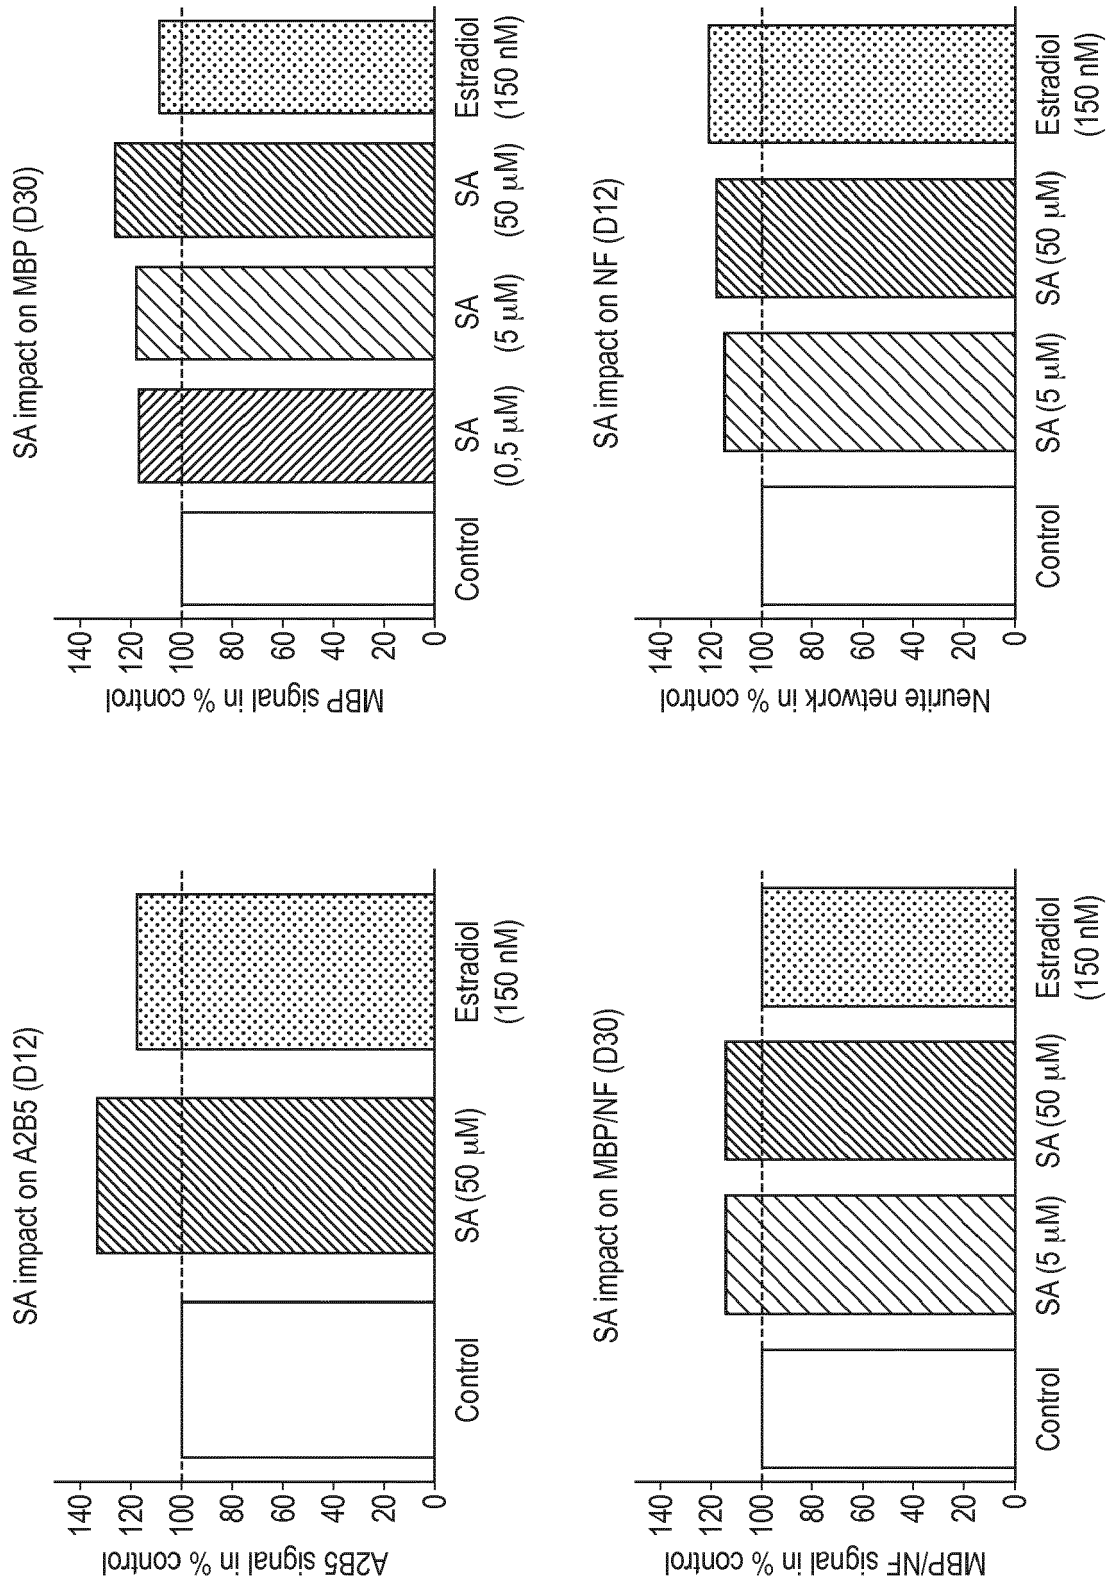 SA impact on A2B5 (D12)
A2B5 signal in % control
140
120
100
80
60
40
20
0
Control
SA (50 µM)
Estradiol
(150 nM)
SA impact on MBP (D30)
MBP signal in % control
140
120
100
80
60
40
20
0
Control
SA
(0,5 µM)
SA
(5 µM)
SA
(50 µM)
Estradiol
(150 nM)
SA impact on MBP/NF (D30)
MBP/NF signal in % control
140
120
100
80
60
40
20
0
Control
SA (5 µM)
SA (50 µM)
Estradiol
(150 nM)
SA impact on NF (D12)
Neurite network in % control
140
120
100
80
60
40
20
0
Control
SA (5 µM)
SA (50 µM)
Estradiol
(150 nM)